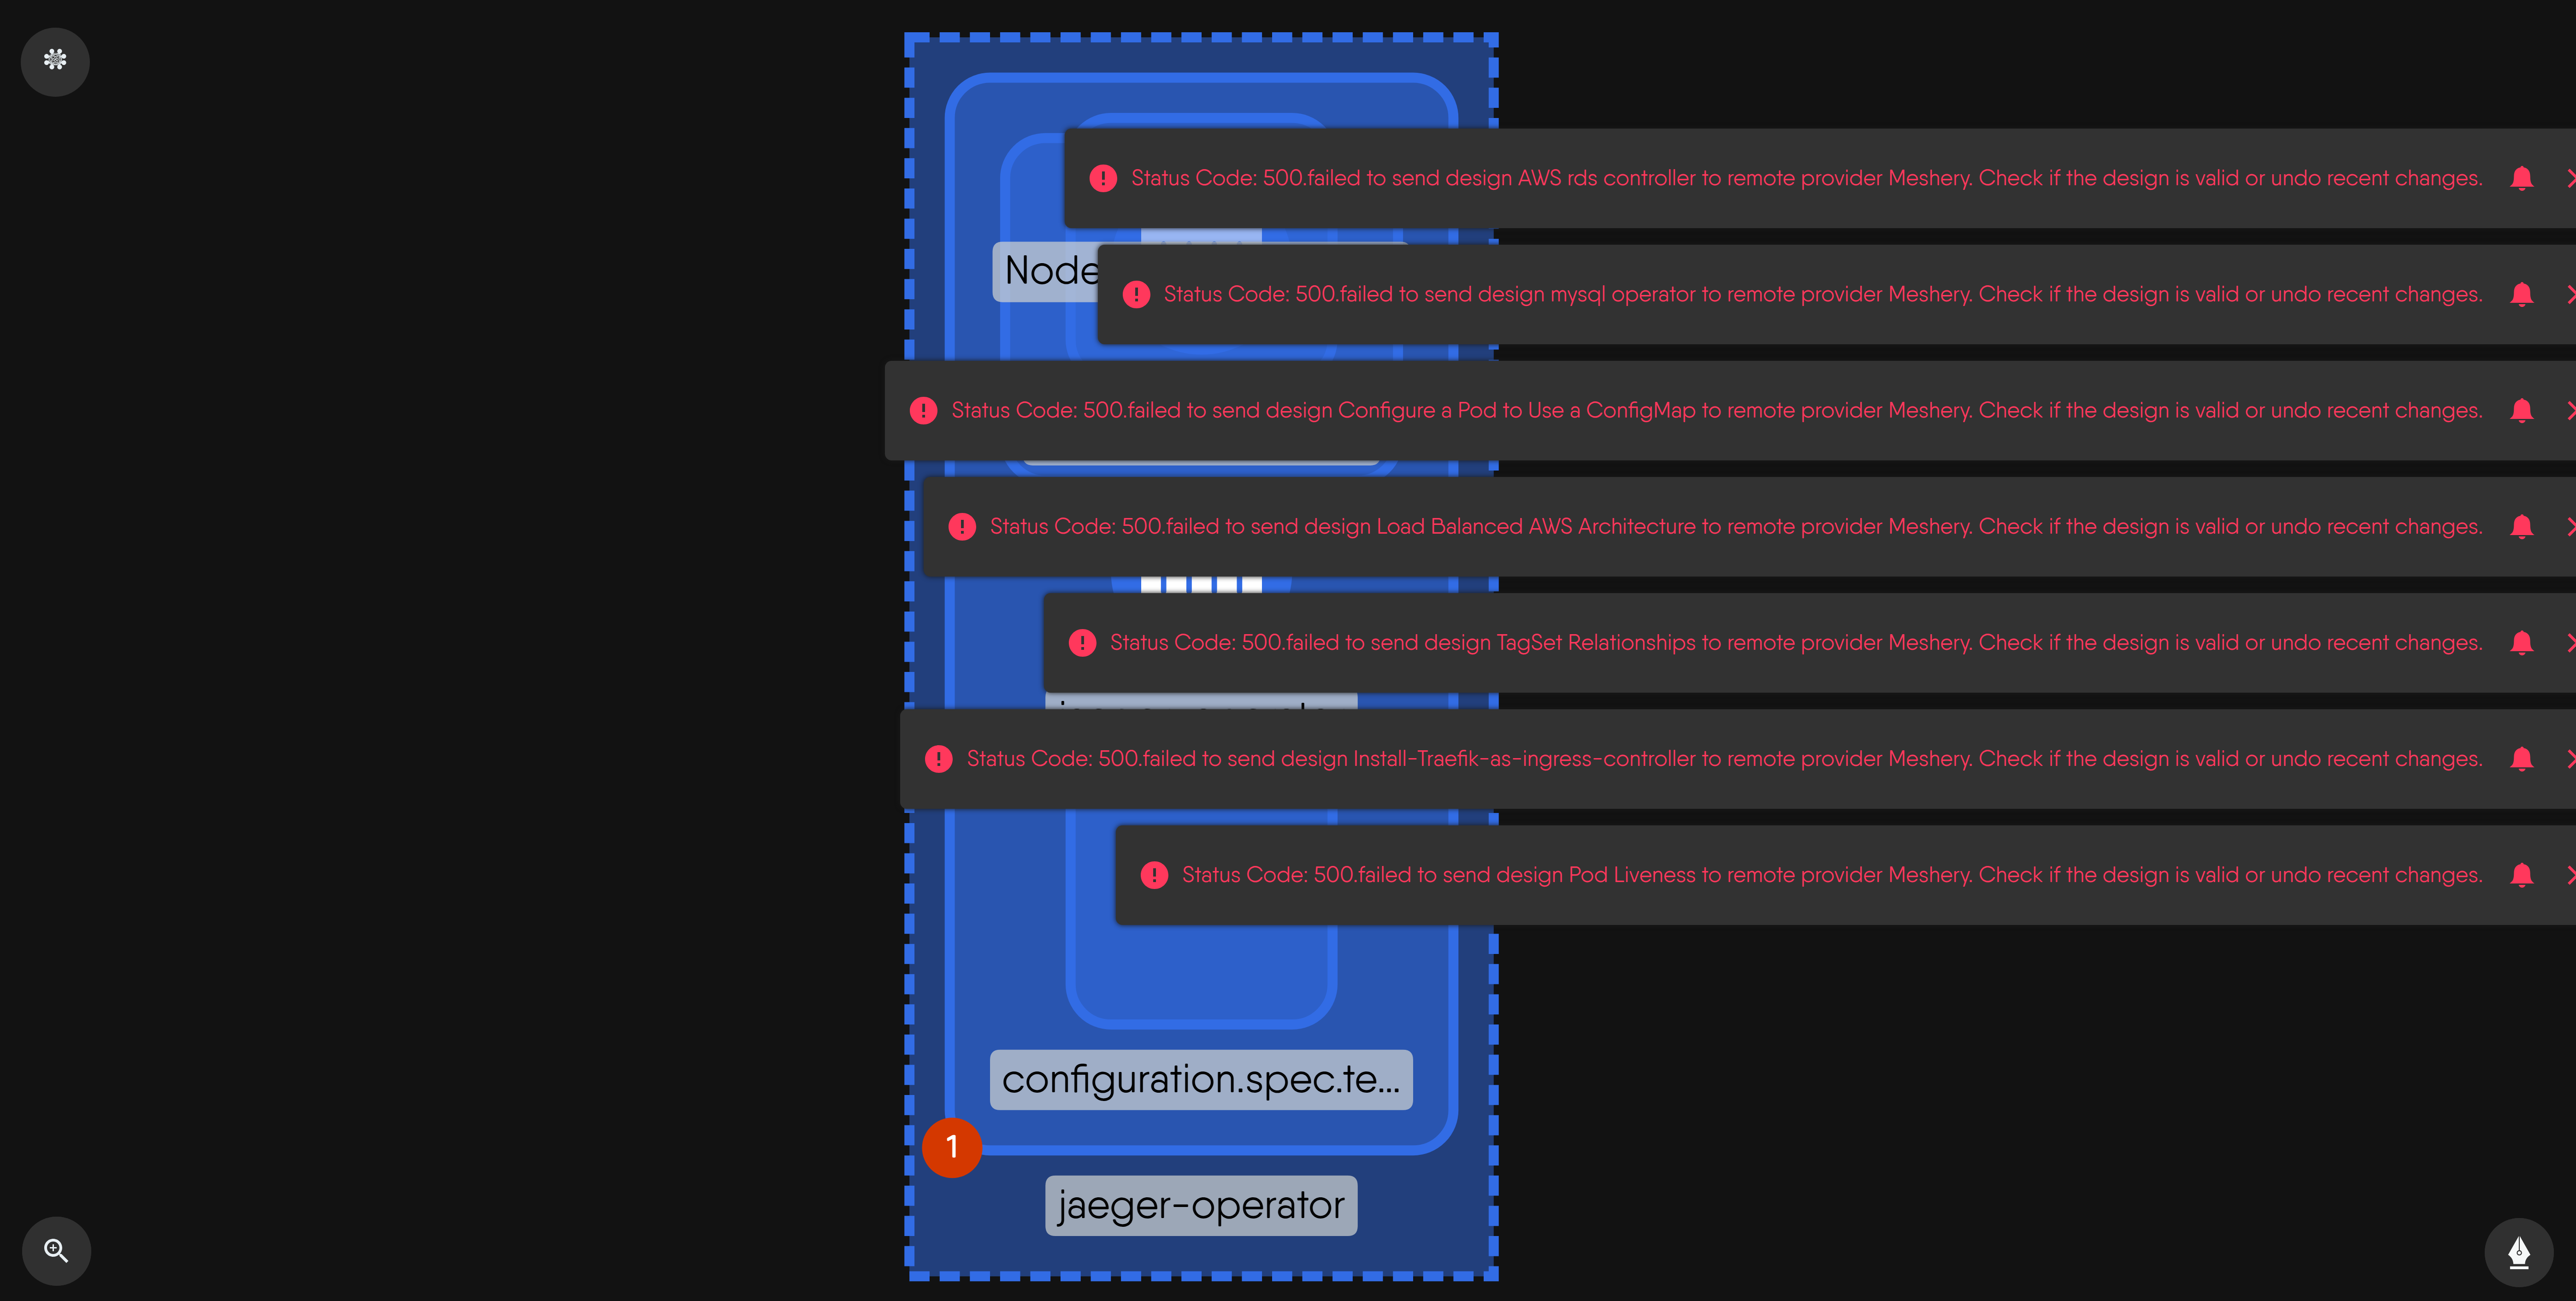 Status Code: 500.failed to send design AWS rds controller to remote provider Meshery. Check if the design is valid or undo recent changes.
Node
Status Code: 500.failed to send design mysql operator to remote provider Meshery. Check if the design is valid or undo recent changes.
Status Code: 500.failed to send design Configure a Pod to Use a ConfigMap to remote provider Meshery. Check if the design is valid or undo recent changes.
Status Code: 500.failed to send design Load Balanced AWS Architecture to remote provider Meshery. Check if the design is valid or undo recent changes.
Status Code: 500.failed to send design TagSet Relationships to remote provider Meshery. Check if the design is valid or undo recent changes.
Status Code: 500.failed to send design Install-Traefik-as-ingress-controller to remote provider Meshery. Check if the design is valid or undo recent changes.
Status Code: 500.failed to send design Pod Liveness to remote provider Meshery. Check if the design is valid or undo recent changes.
configuration.spec.te...
1
jaeger-operator